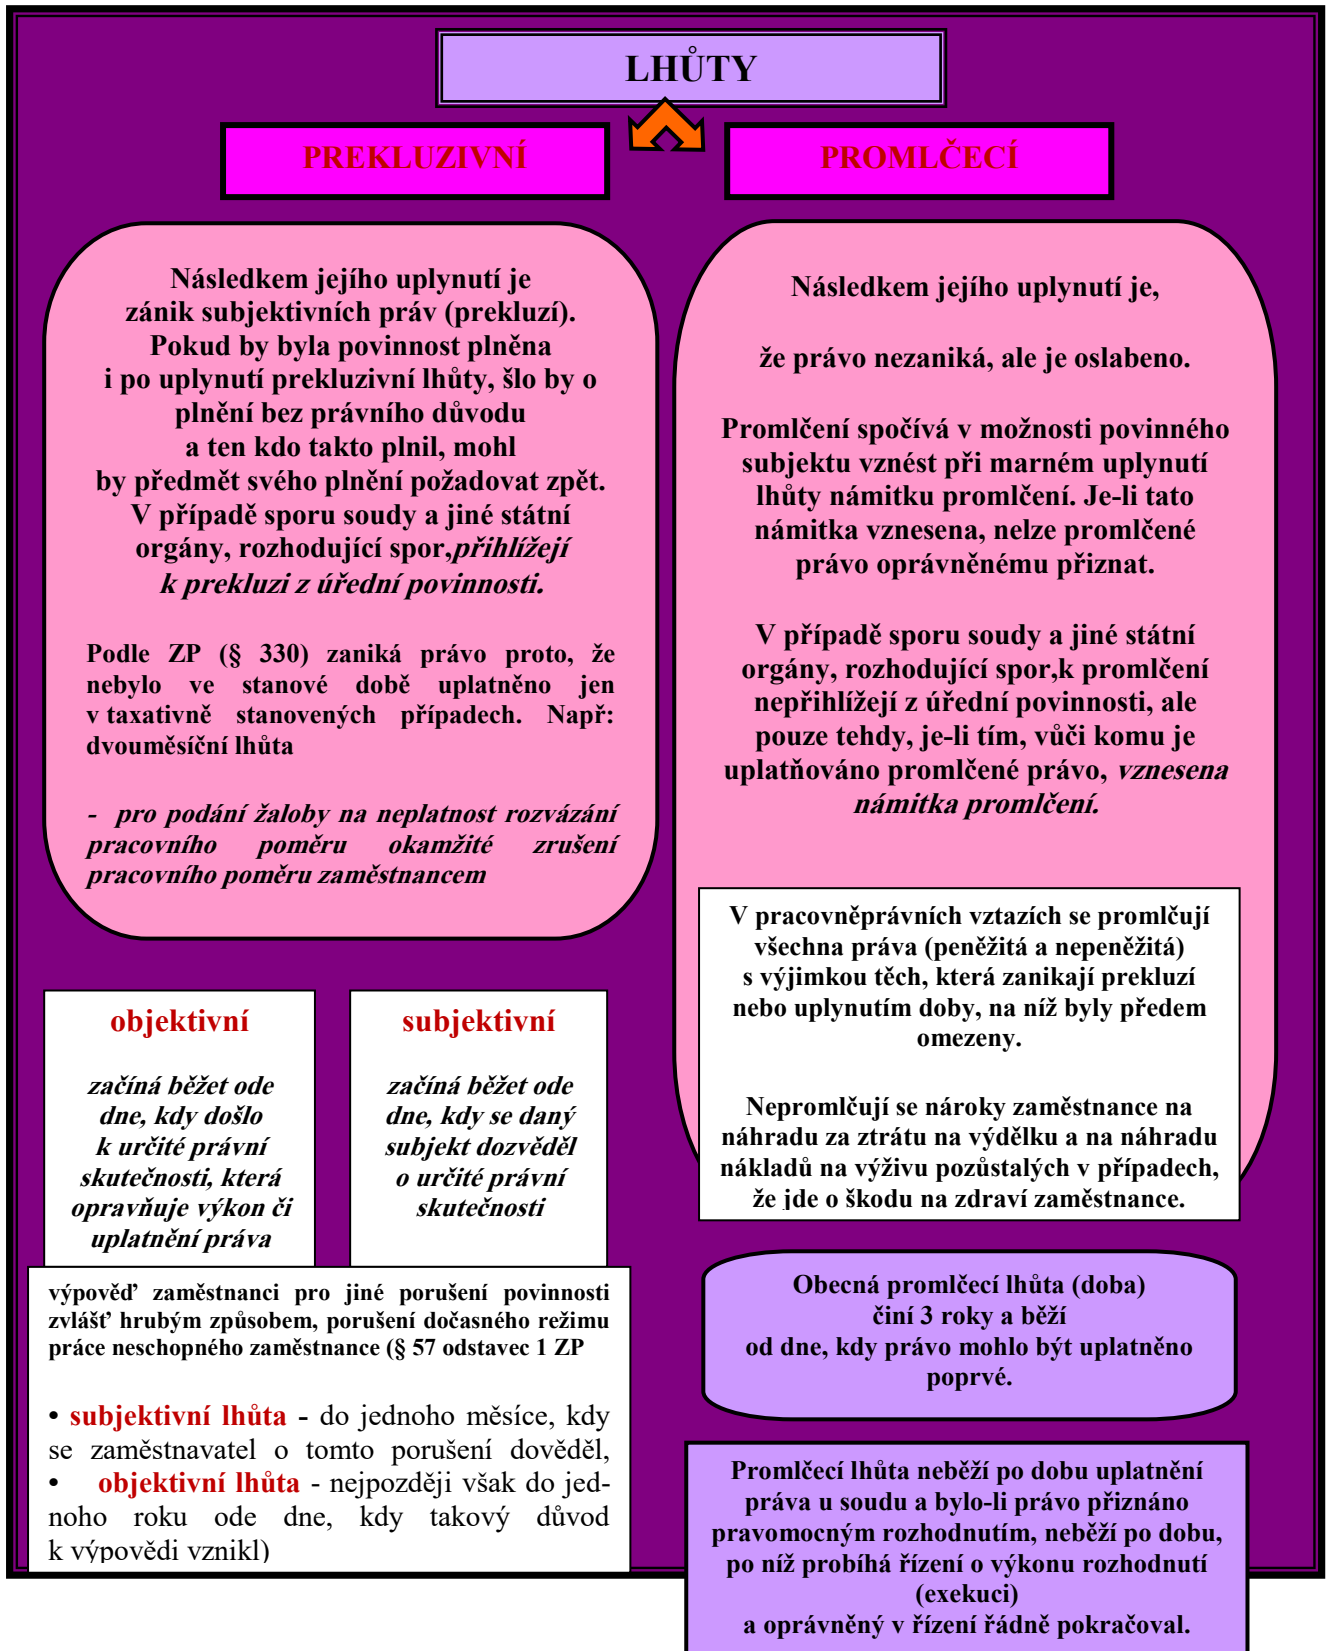 LHŮTY
PREKLUZIVNÍ
PROMLČECÍ
Následkem jejího uplynutí je
zánik subjektivních práv (prekluzí).
Pokud by byla povinnost plněna
i po uplynutí prekluzivní lhůty, šlo by o
plnění bez právního důvodu
a ten kdo takto plnil, mohl
by předmět svého plnění požadovat zpět.
V případě sporu soudy a jiné státní
orgány, rozhodující spor,přihlížejí
k prekluzi z úřední povinnosti.
Podle ZP (§ 330) zaniká právo proto, že
nebylo ve stanové době uplatněno jen
v taxativně stanovených případech. Např:
dvouměsíční lhůta
- pro podání žaloby na neplatnost rozvázání
pracovního poměru okamžité zrušení
pracovního poměru zaměstnancem
objektivní
začíná běžet ode
dne, kdy došlo
k určité právní
skutečnosti, která
opravňuje výkon či
uplatnění práva
subjektivní
začíná běžet ode
dne, kdy se daný
subjekt dozvěděl
o určité právní
skutečnosti
výpověď zaměstnanci pro jiné porušení povinnosti
zvlášť hrubým způsobem, porušení dočasného režimu
práce neschopného zaměstnance (§ 57 odstavec 1 ZP
• subjektivní lhůta - do jednoho měsíce, kdy
se zaměstnavatel o tomto porušení dověděl,
• objektivní lhůta - nejpozději však do jed-
noho roku ode dne, kdy takový důvod
k výpovědi vznikl)
Následkem jejího uplynutí je,
že právo nezaniká, ale je oslabeno.
Promlčení spočívá v možnosti povinného
subjektu vznést při marném uplynutí
lhůty námitku promlčení. Je-li tato
námitka vznesena, nelze promlčené
právo oprávněnému přiznat.
V případě sporu soudy a jiné státní
orgány, rozhodující spor,k promlčení
nepřihlížejí z úřední povinnosti, ale
pouze tehdy, je-li tím, vůči komu je
uplatňováno promlčené právo, vznesena
námitka promlčení.
V pracovněprávních vztazích se promlčují
všechna práva (peněžitá a nepeněžitá)
s výjimkou těch, která zanikají prekluzí
nebo uplynutím doby, na níž byly předem
omezeny.
Nepromlčují se nároky zaměstnance na
náhradu za ztrátu na výdělku a na náhradu
nákladů na výživu pozůstalých v případech,
že jde o škodu na zdraví zaměstnance.
Obecná promlčecí lhůta (doba)
činí 3 roky a běží
od dne, kdy právo mohlo být uplatněno
poprvé.
Promlčecí lhůta neběží po dobu uplatnění
práva u soudu a bylo-li právo přiznáno
pravomocným rozhodnutím, neběží po dobu,
po níž probíhá řízení o výkonu rozhodnutí
(exekuci)
a oprávněný v řízení řádně pokračoval.